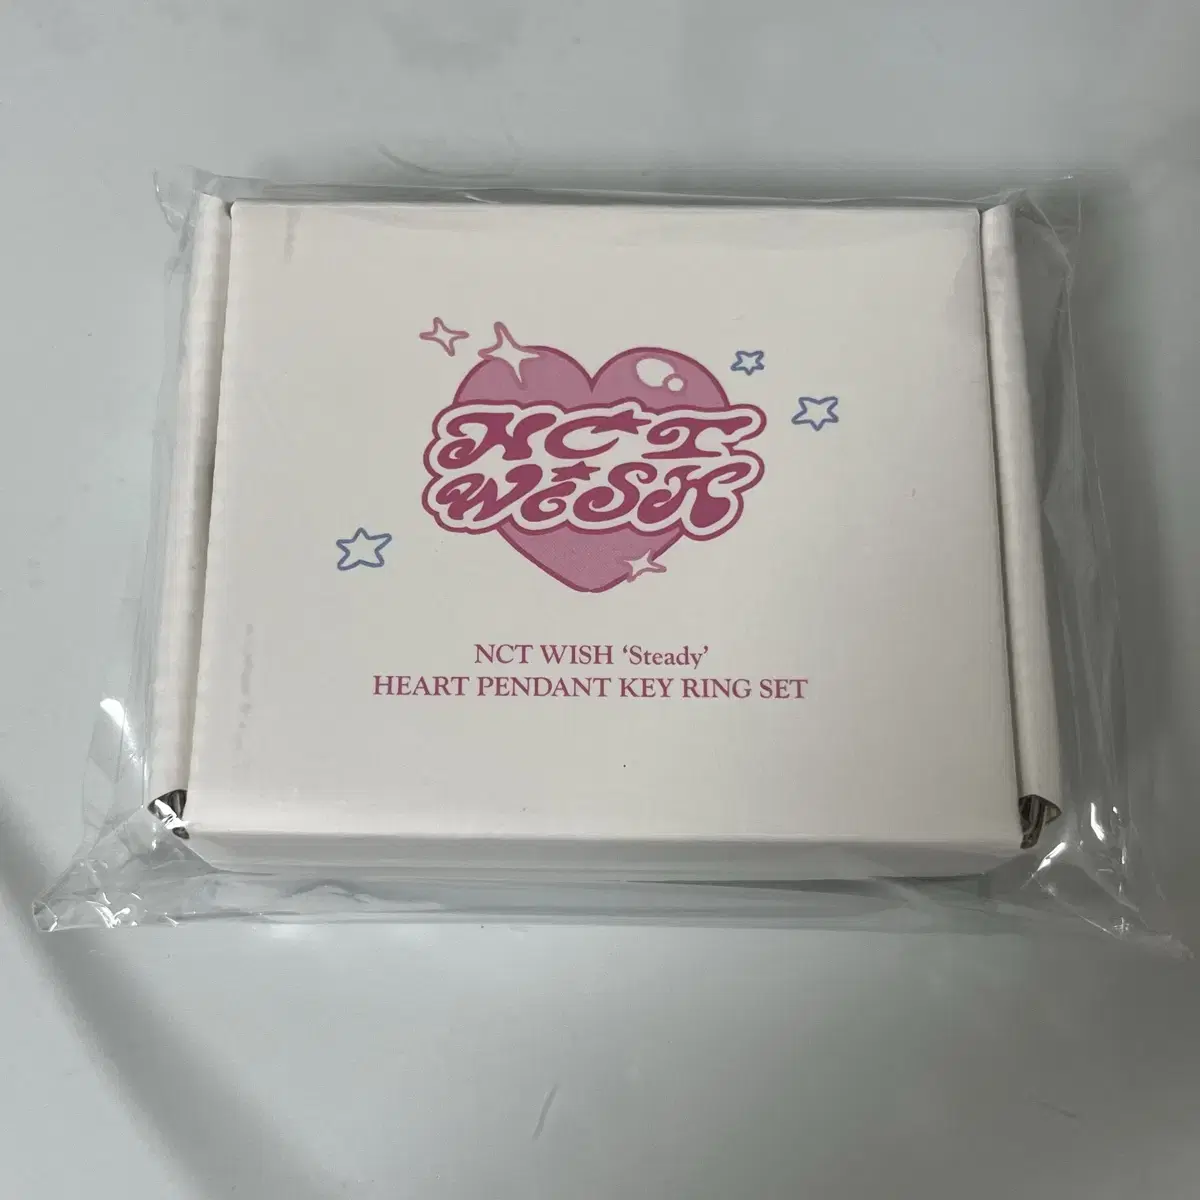 NCT
WiSH
NCT WISH ‘Steady’
HEART PENDANT KEY RING SET